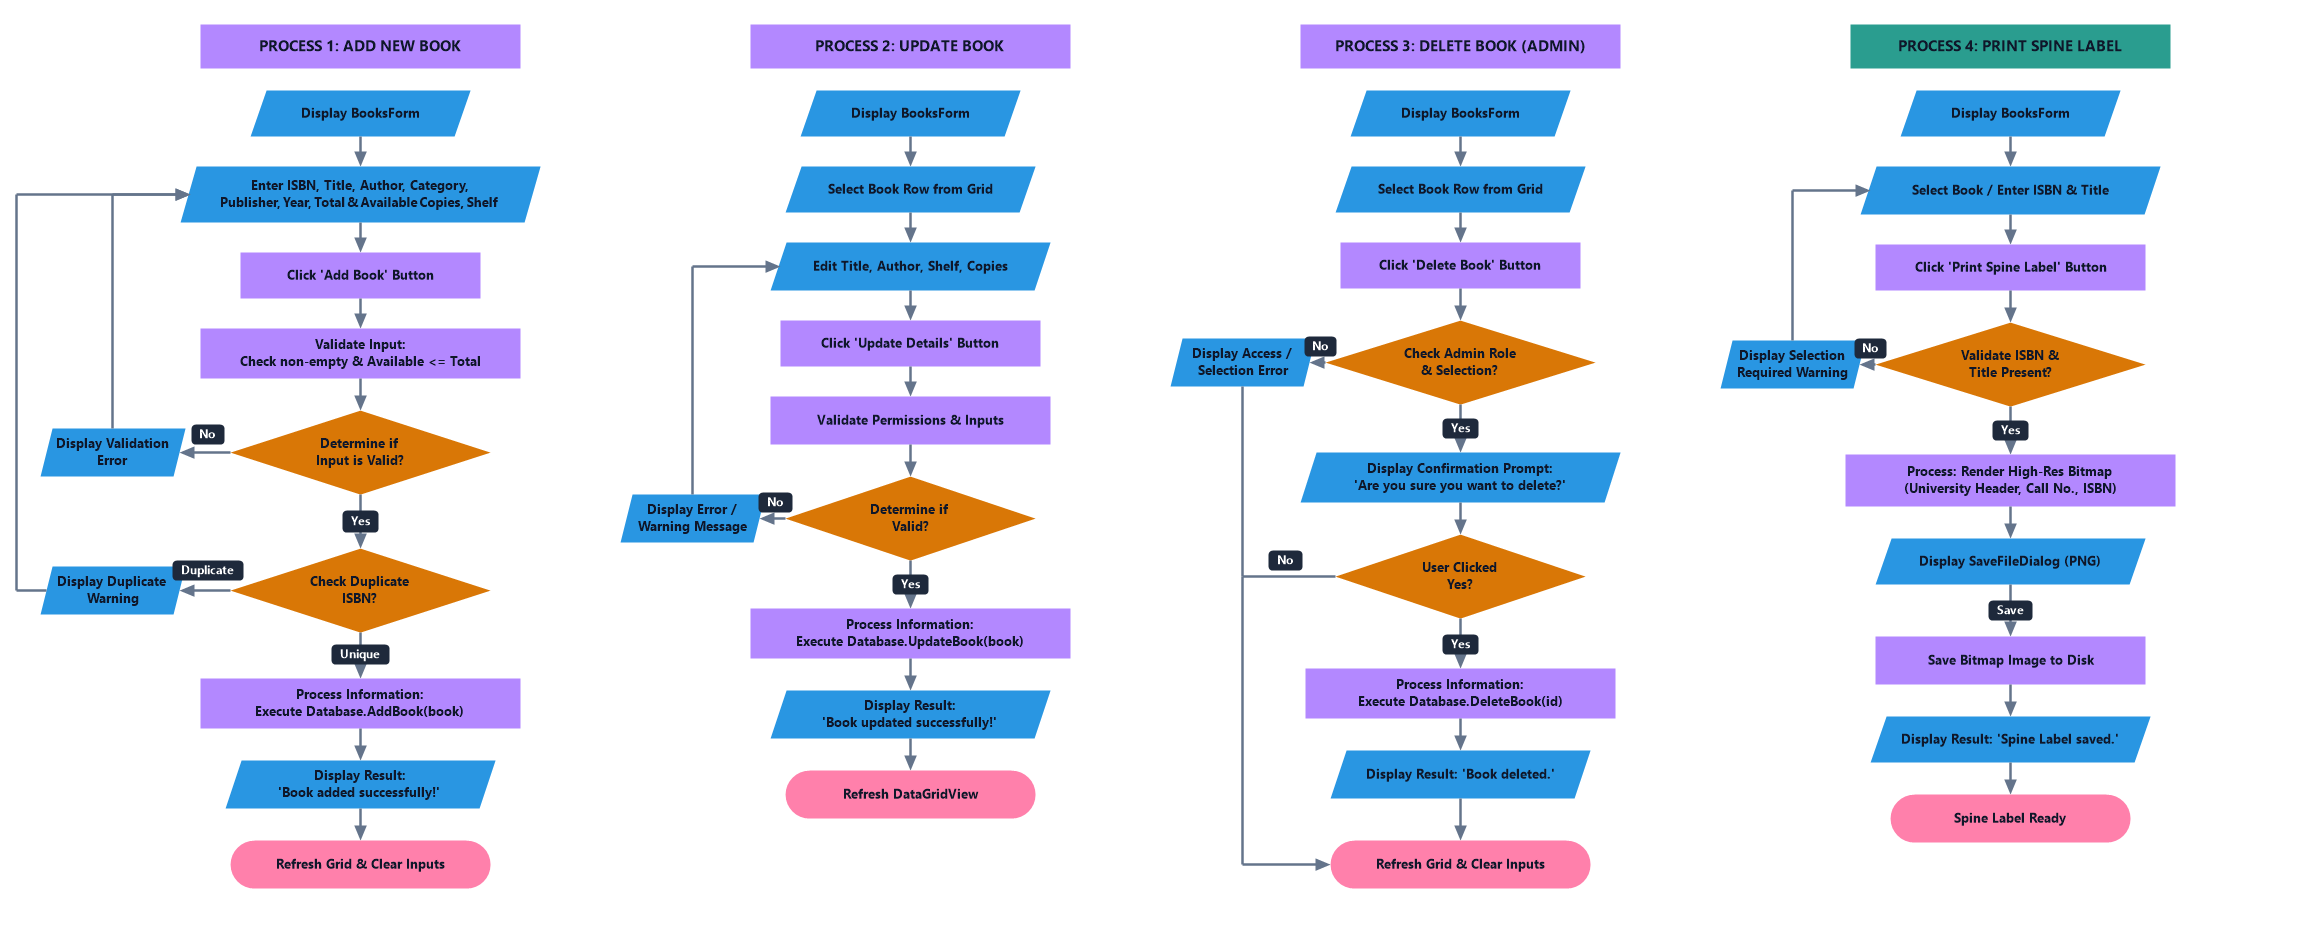 PROCESS 1: ADD NEW BOOK
Display BooksForm
Enter ISBN, Title, Author, Category,
Publisher, Year, Total & Available Copies, Shelf
Click 'Add Book' Button
Validate Input:
Check non-empty & Available <= Total
Determine if
Input is Valid?
No
Display Validation
Error
Yes
Check Duplicate
ISBN?
Duplicate
Display Duplicate
Warning
Unique
Process Information:
Execute Database.AddBook(book)
Display Result:
'Book added successfully!'
Refresh Grid & Clear Inputs
PROCESS 2: UPDATE BOOK
Display BooksForm
Select Book Row from Grid
Edit Title, Author, Shelf, Copies
Click 'Update Details' Button
Validate Permissions & Inputs
Determine if
Valid?
No
Display Error /
Warning Message
Yes
Process Information:
Execute Database.UpdateBook(book)
Display Result:
'Book updated successfully!'
Refresh DataGridView
PROCESS 3: DELETE BOOK (ADMIN)
Display BooksForm
Select Book Row from Grid
Click 'Delete Book' Button
Check Admin Role
& Selection?
No
Display Access /
Selection Error
Yes
Display Confirmation Prompt:
'Are you sure you want to delete?'
User Clicked
Yes?
No
Yes
Process Information:
Execute Database.DeleteBook(id)
Display Result: 'Book deleted.'
Refresh Grid & Clear Inputs
PROCESS 4: PRINT SPINE LABEL
Display BooksForm
Select Book / Enter ISBN & Title
Click 'Print Spine Label' Button
Validate ISBN &
Title Present?
No
Display Selection
Required Warning
Yes
Process: Render High-Res Bitmap
(University Header, Call No., ISBN)
Display SaveFileDialog (PNG)
Save
Save Bitmap Image to Disk
Display Result: 'Spine Label saved.'
Spine Label Ready